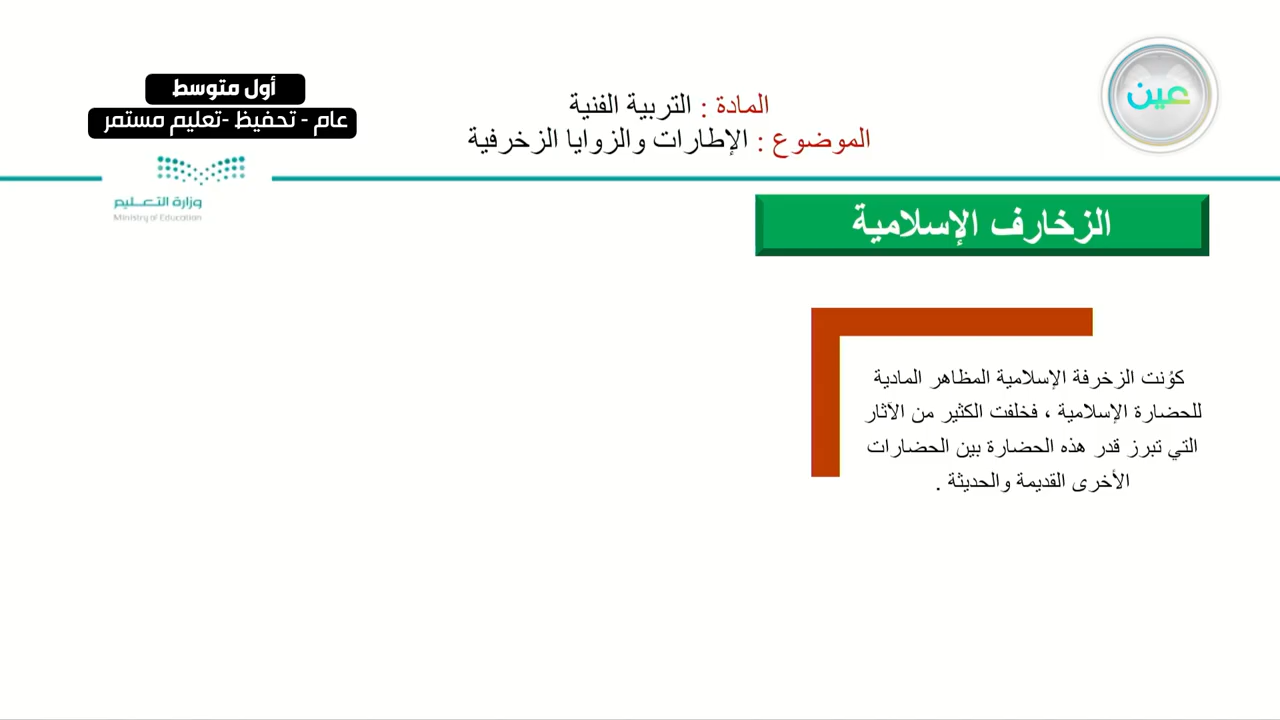 عين
المادة : التربية الفنية
الموضوع : الإطارات والزوايا الزخرفية
أول متوسط
عام - تحفيظ -تعليم مستمر
وزارة التعـــليم
Ministry of Education
الزخارف الإسلامية
كوُنت الزخرفة الإسلامية المظاهر المادية
للحضارة الإسلامية ، فخلفت الكثير من الآثار
التي تبرز قدر هذه الحضارة بين الحضارات
الأخرى القديمة والحديثة .